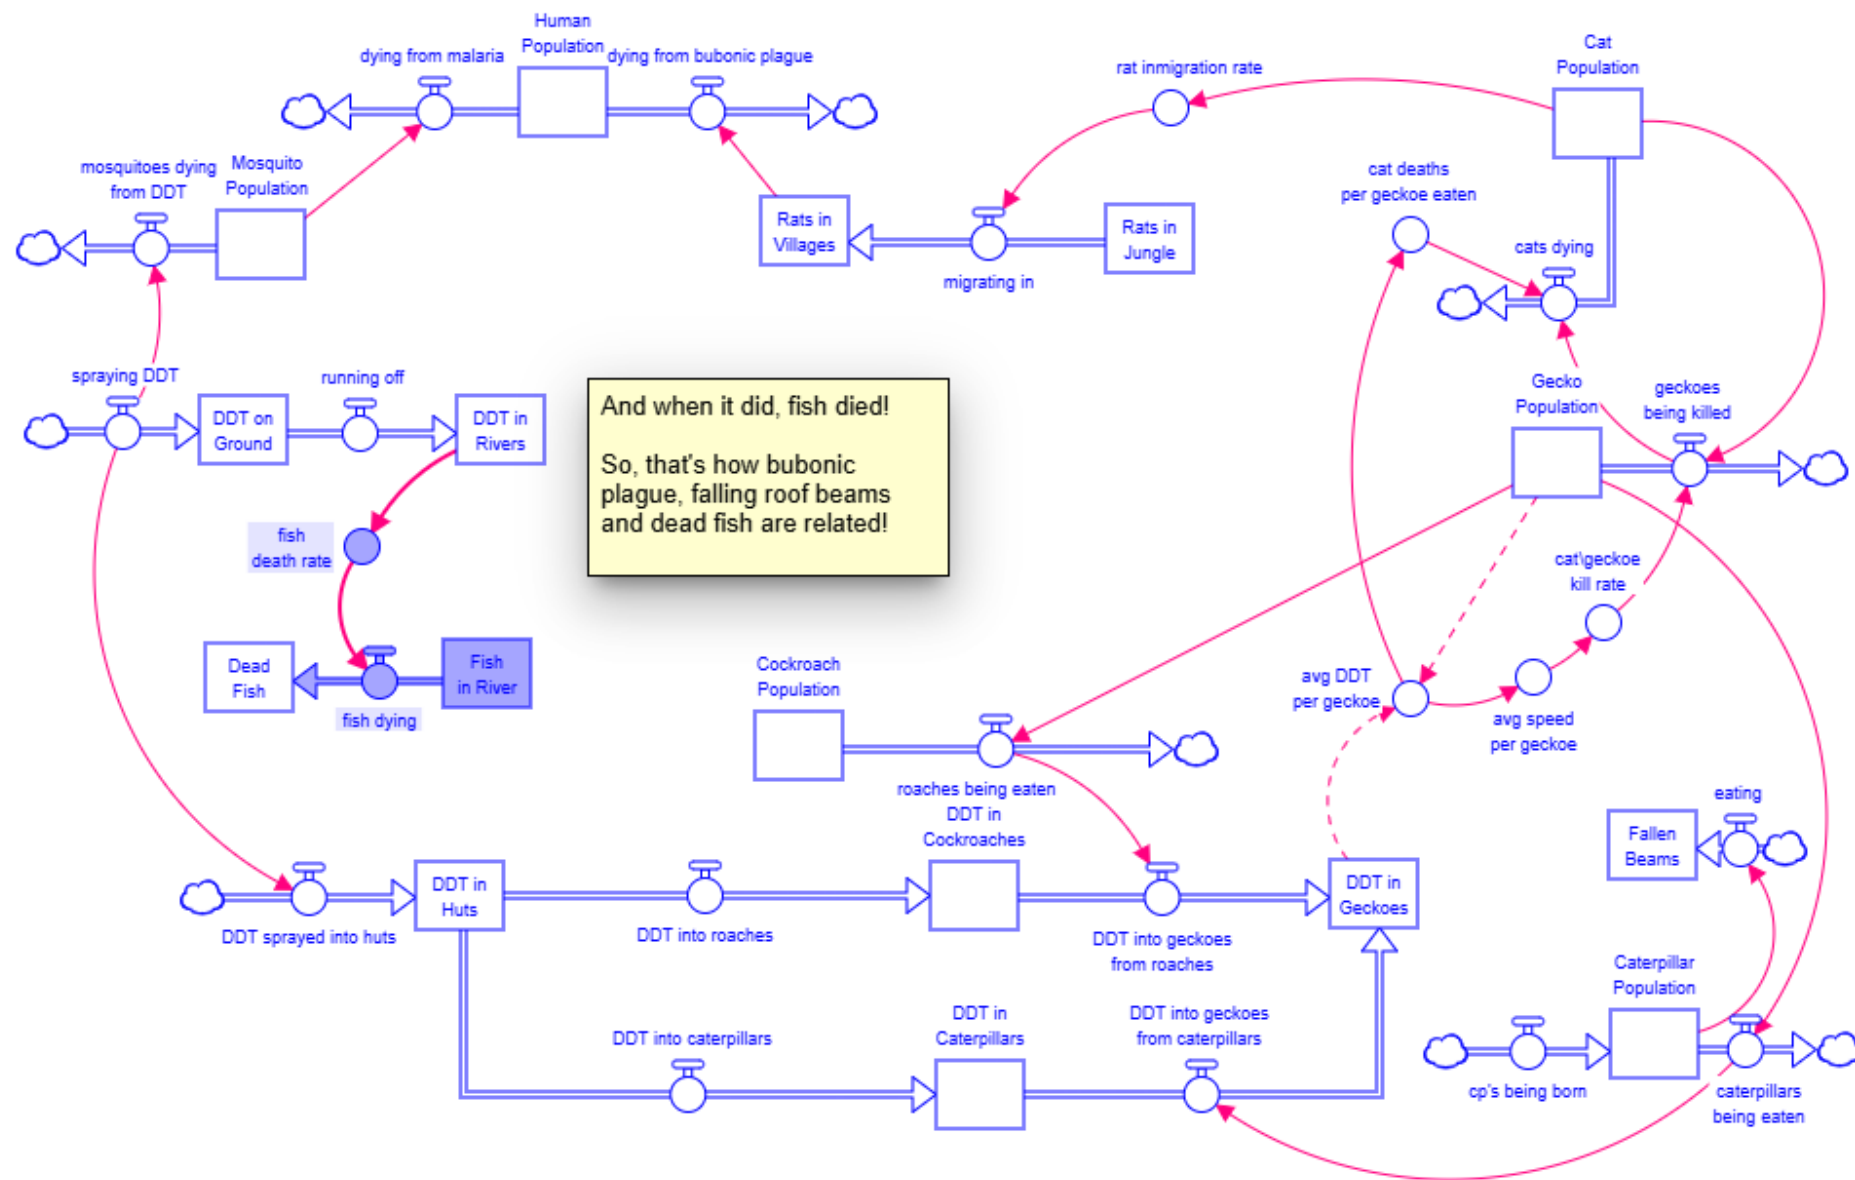 Human
Population
dying from malaria
dying from bubonic plague
rat inmigration rate
Cat
Population
mosquitoes dying
from DDT
Mosquito
Population
cat deaths
per geckoe eaten
Rats in
Villages
Rats in
Jungle
migrating in
cats dying
spraying DDT
running off
DDT on
Ground
DDT in
Rivers
And when it did, fish died!
So, that's how bubonic
plague, falling roof beams
and dead fish are related!
Gecko
Population
geckoes
being killed
fish
death rate
cat\geckoe
kill rate
Dead
Fish
Fish
in River
fish dying
Cockroach
Population
avg DDT
per geckoe
avg speed
per geckoe
roaches being eaten
DDT in
Cockroaches
eating
Fallen
Beams
DDT in
Huts
DDT in
Geckoes
DDT sprayed into huts
DDT into roaches
DDT into geckoes
from roaches
Caterpillar
Population
DDT into caterpillars
DDT in
Caterpillars
DDT into geckoes
from caterpillars
cp's being born
caterpillars
being eaten